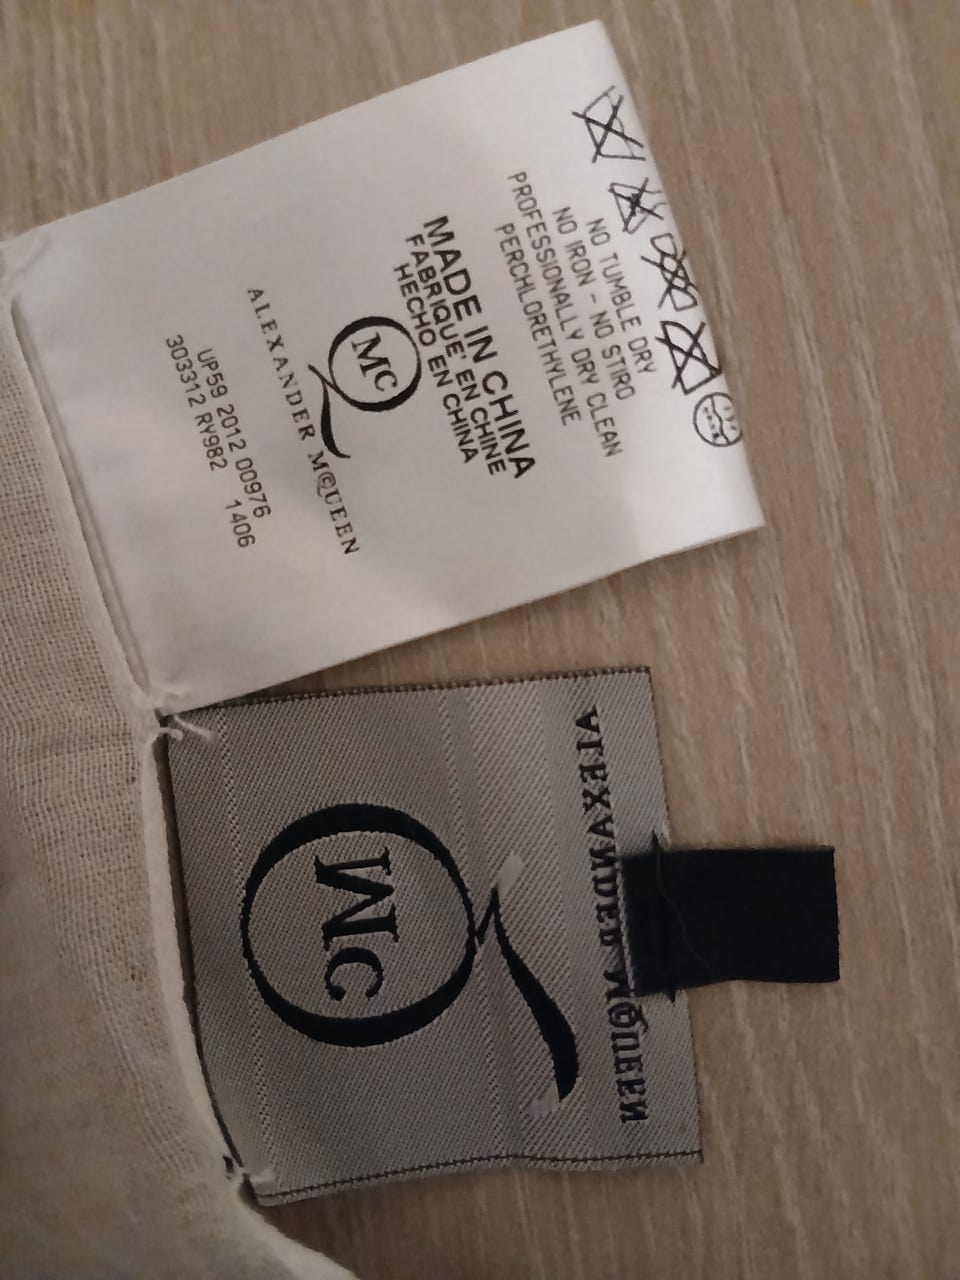 NO TUMBLE DRY
NO IRON - NO STIRO
PROFESSIONALLY DRY CLEAN
PERCHLORETHYLENE
MADE IN CHINA
FABRIQUE' EN CHINE
HECHO EN CHINA
MC
ALEXANDER MCQUEEN
UP59 2012 00976
303312 RY982 1406
ALEXANDER MCQUEEN
MC